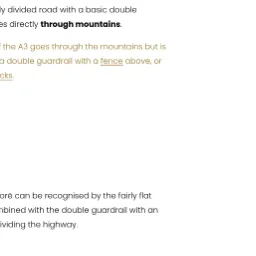 ly divided road with a basic double
es directly through mountains.
f the A3 goes through the mountains but is
a double guardrail with a fence above, or
cks.
oré can be recognised by the fairly flat
nbined with the double guardrail with an
ividing the highway.